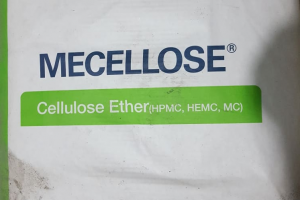 MECELLOSE®
Cellulose Ether(HPMC, HEMC, MC)